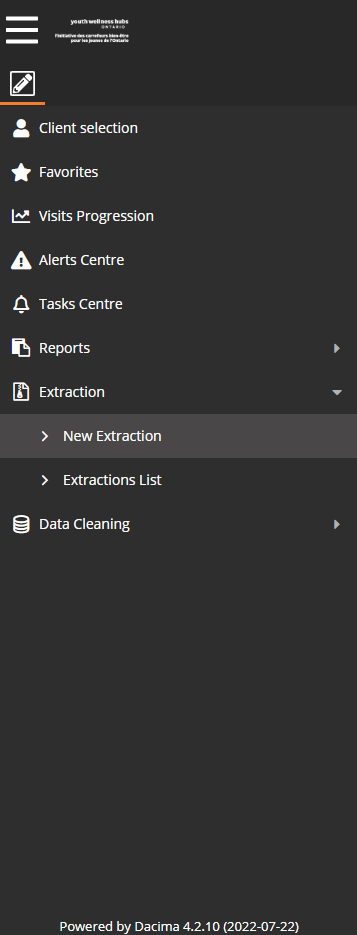 youth wellness hubs
ONTARIO
l'initiative des carrefours bien-être
pour les jeunes de l'Ontario
Client selection
Favorites
Visits Progression
Alerts Centre
Tasks Centre
Reports
Extraction
New Extraction
Extractions List
Data Cleaning
Powered by Dacima 4.2.10 (2022-07-22)